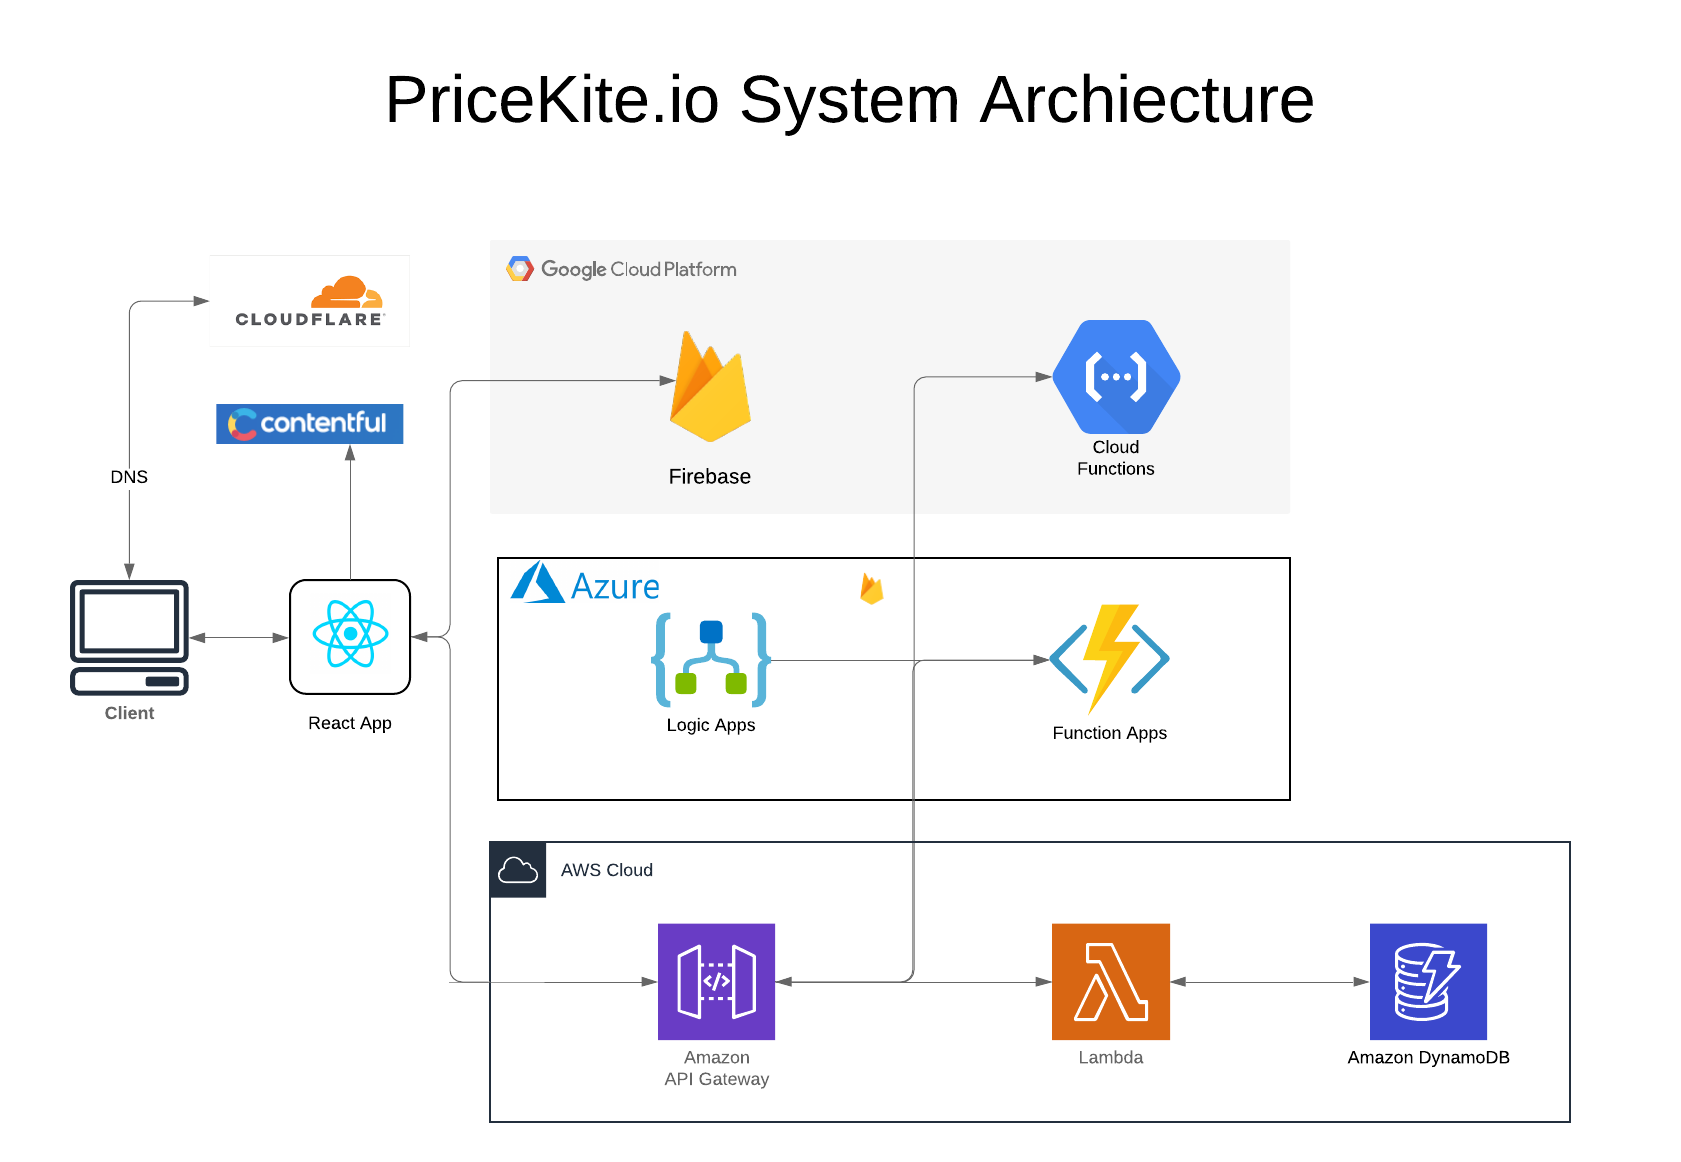 PriceKite.io System Archiecture
Google Cloud Platform
CLOUDFLARE
contentful
DNS
Firebase
Cloud
Functions
Azure
Client
React App
Logic Apps
Function Apps
AWS Cloud
</>
Amazon
API Gateway
Lambda
Amazon DynamoDB